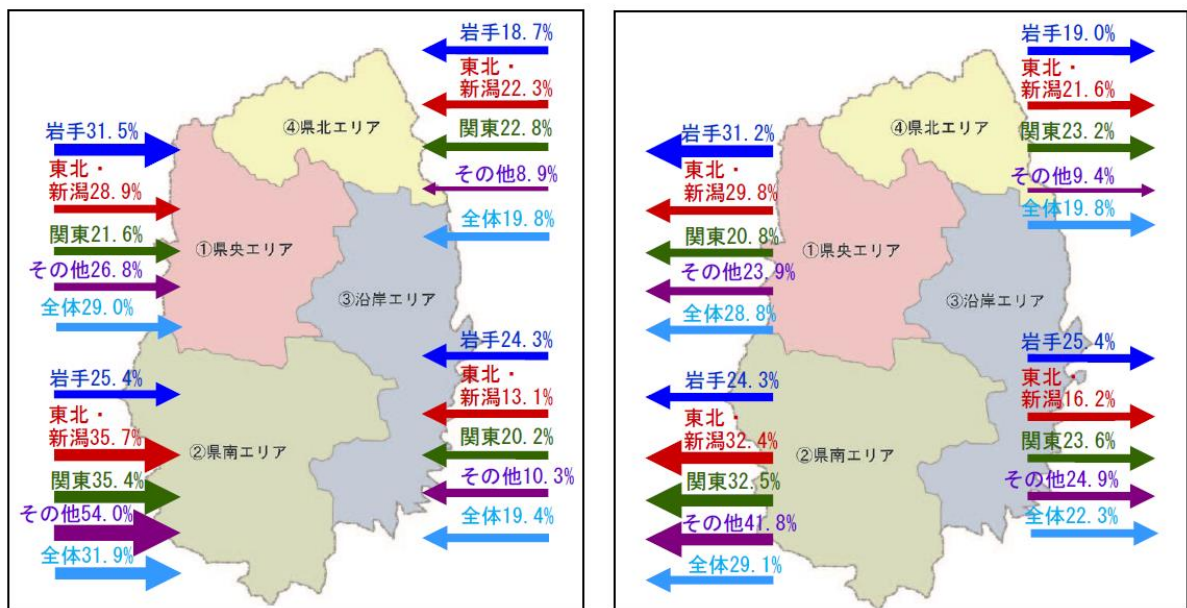 岩手18.7%
東北・
新潟22.3%
関東22.8%
その他8.9%
全体19.8%
④県北エリア
岩手31.5%
東北・
新潟28.9%
関東21.6%
その他26.8%
全体29.0%
①県央エリア
③沿岸エリア
岩手24.3%
東北・
新潟13.1%
関東20.2%
その他10.3%
全体19.4%
岩手25.4%
東北・
新潟35.7%
関東35.4%
その他54.0%
全体31.9%
②県南エリア
岩手19.0%
東北・
新潟21.6%
関東23.2%
その他9.4%
全体19.8%
④県北エリア
岩手31.2%
東北・
新潟29.8%
関東20.8%
その他23.9%
全体28.8%
①県央エリア
③沿岸エリア
岩手25.4%
東北・
新潟16.2%
関東23.6%
その他24.9%
全体22.3%
岩手24.3%
東北・
新潟32.4%
関東32.5%
その他41.8%
全体29.1%
②県南エリア